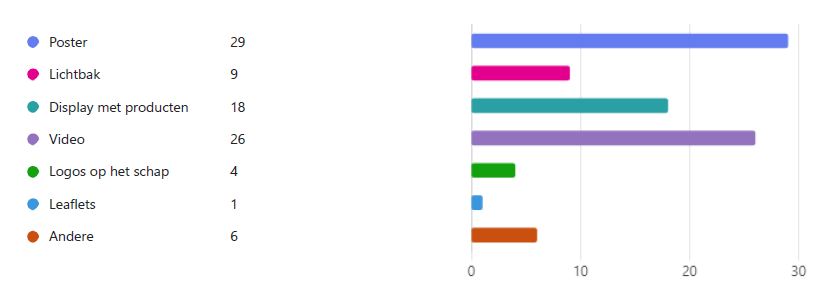 Poster 29
Lichtbak 9
Display met producten 18
Video 26
Logos op het schap 4
Leaflets 1
Andere 6
0 10 20 30